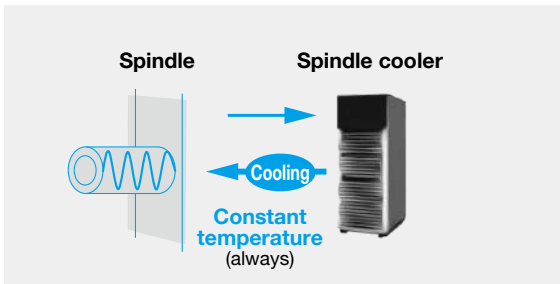 Spindle
Spindle cooler
Cooling
Constant
temperature
(always)